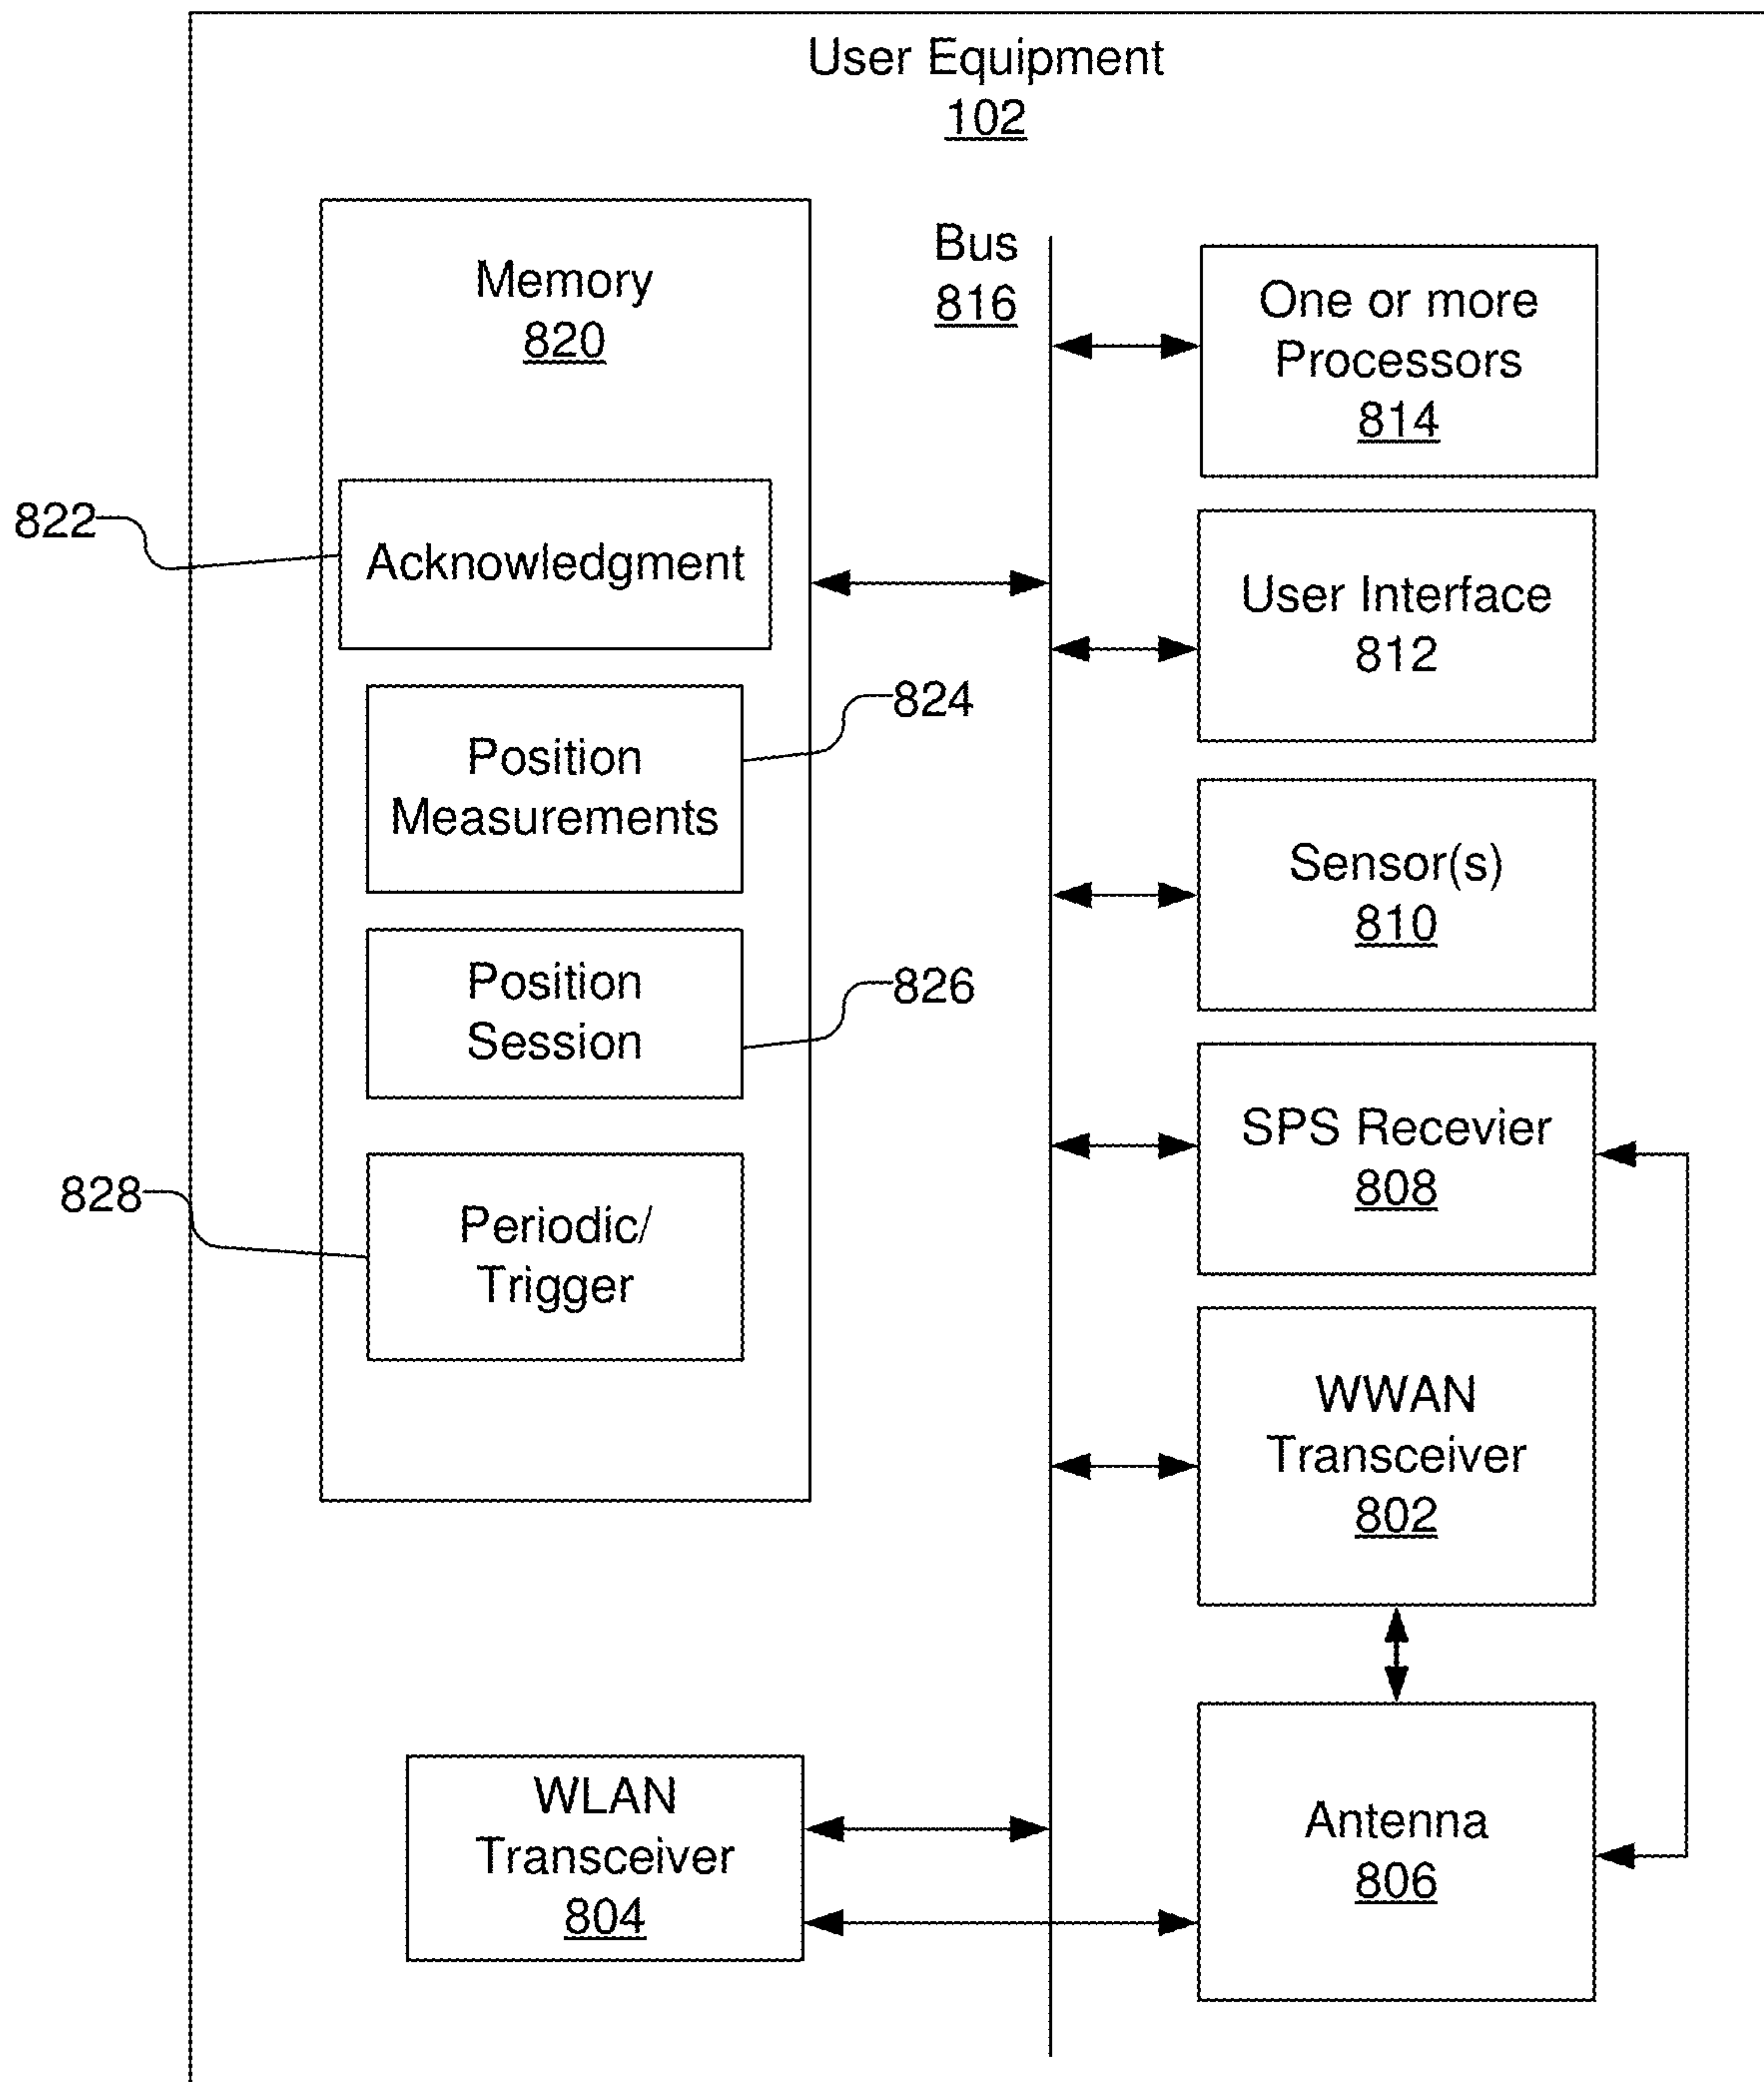 User Equipment
102
Memory
820
822
Acknowledgment
Position
Measurements
824
Position
Session
826
828
Periodic/
Trigger
Bus
816
One or more
Processors
814
User Interface
812
Sensor(s)
810
SPS Recevier
808
WWAN
Transceiver
802
WLAN
Transceiver
804
Antenna
806